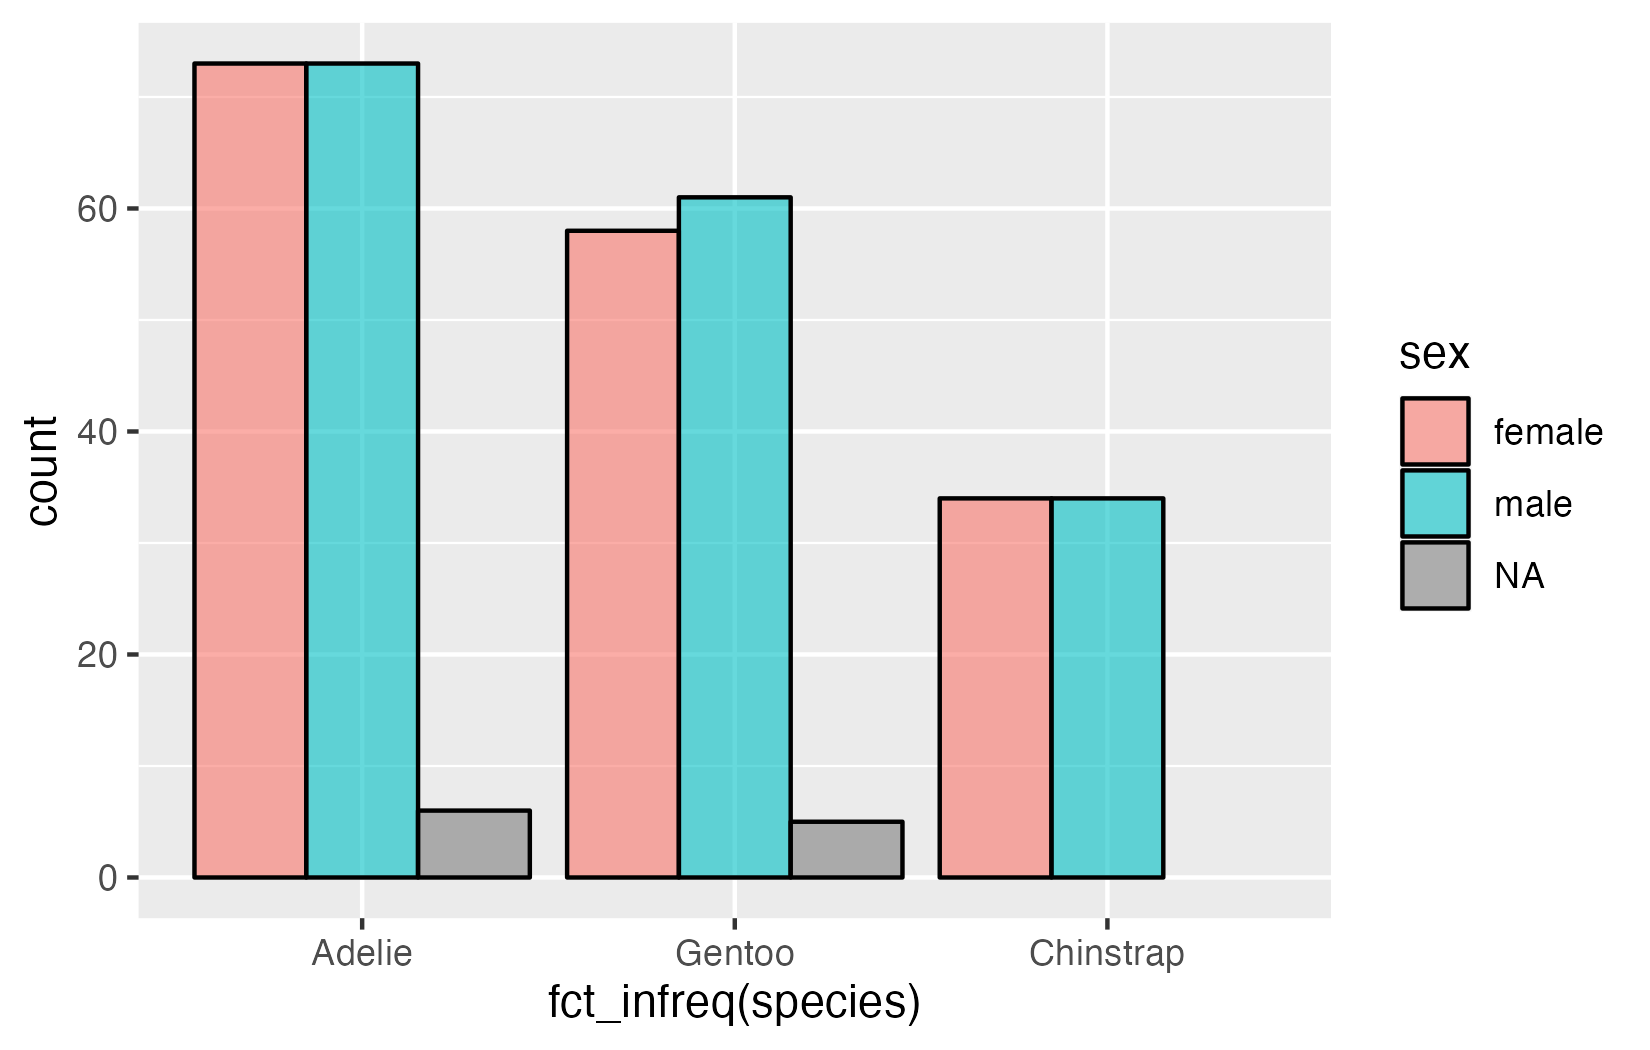 count
60
40
20
0
Adelie
Gentoo
Chinstrap
fct_infreq(species)
sex
female
male
NA